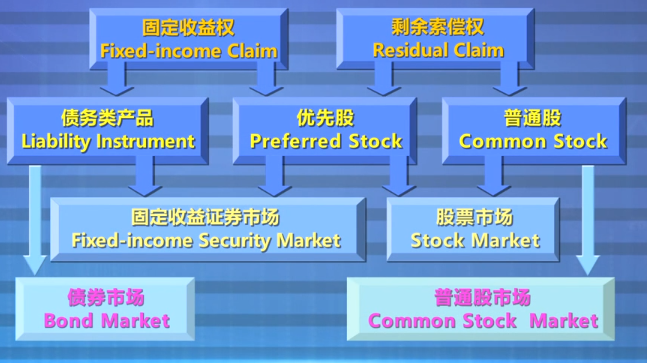 固定收益权
Fixed-income Claim
剩余索偿权
Residual Claim
债务类产品
Liability Instrument
优先股
Preferred Stock
普通股
Common Stock
固定收益证券市场
Fixed-income Security Market
股票市场
Stock Market
债券市场
Bond Market
普通股市场
Common Stock Market